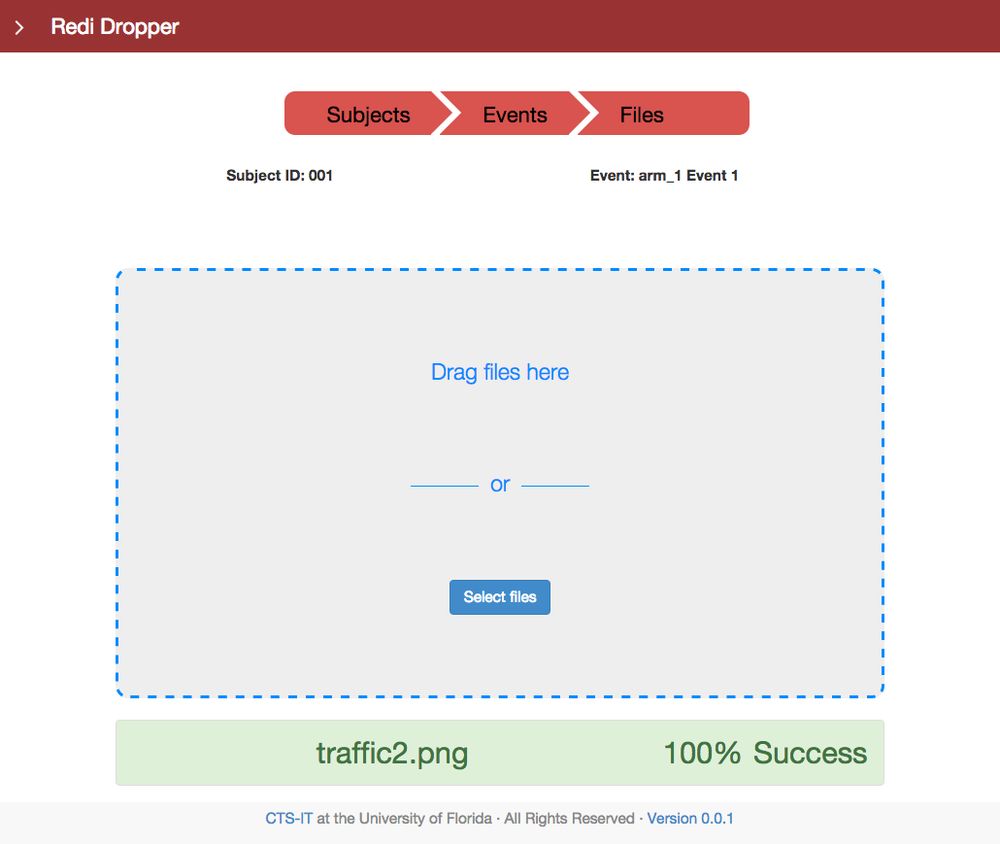 Redi Dropper
Subjects Events Files
Subject ID: 001 Event: arm_1 Event 1
Drag files here
or
Select files
traffic2.png 100% Success
CTS-IT at the University of Florida · All Rights Reserved · Version 0.0.1